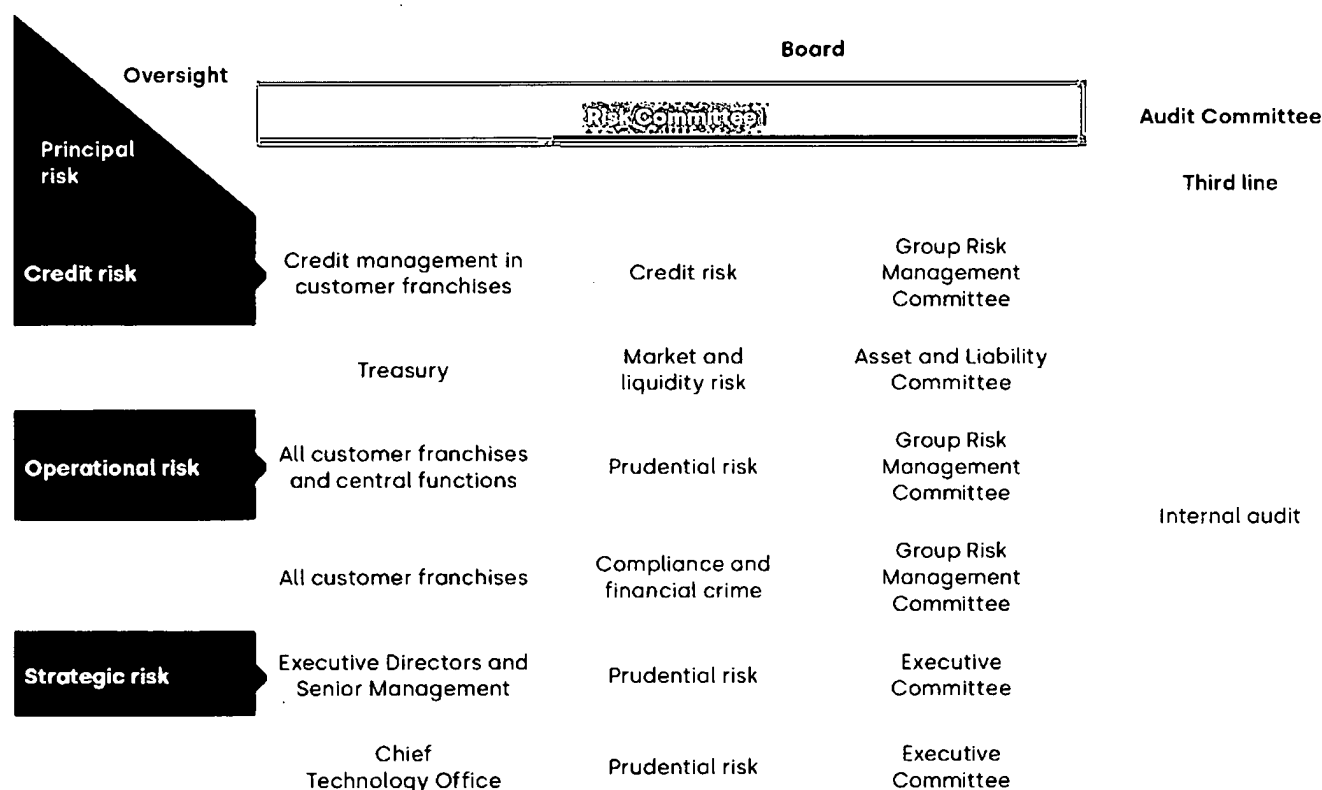 Board
Oversight
Risk Committee
Audit Committee
Principal
risk
Third line
Credit risk
Credit management in
customer franchises
Credit risk
Group Risk
Management
Committee
Treasury
Market and
liquidity risk
Asset and Liability
Committee
Operational risk
All customer franchises
and central functions
Prudential risk
Group Risk
Management
Committee
Internal audit
All customer franchises
Compliance and
financial crime
Group Risk
Management
Committee
Strategic risk
Executive Directors and
Senior Management
Prudential risk
Executive
Committee
Chief
Technology Office
Prudential risk
Executive
Committee